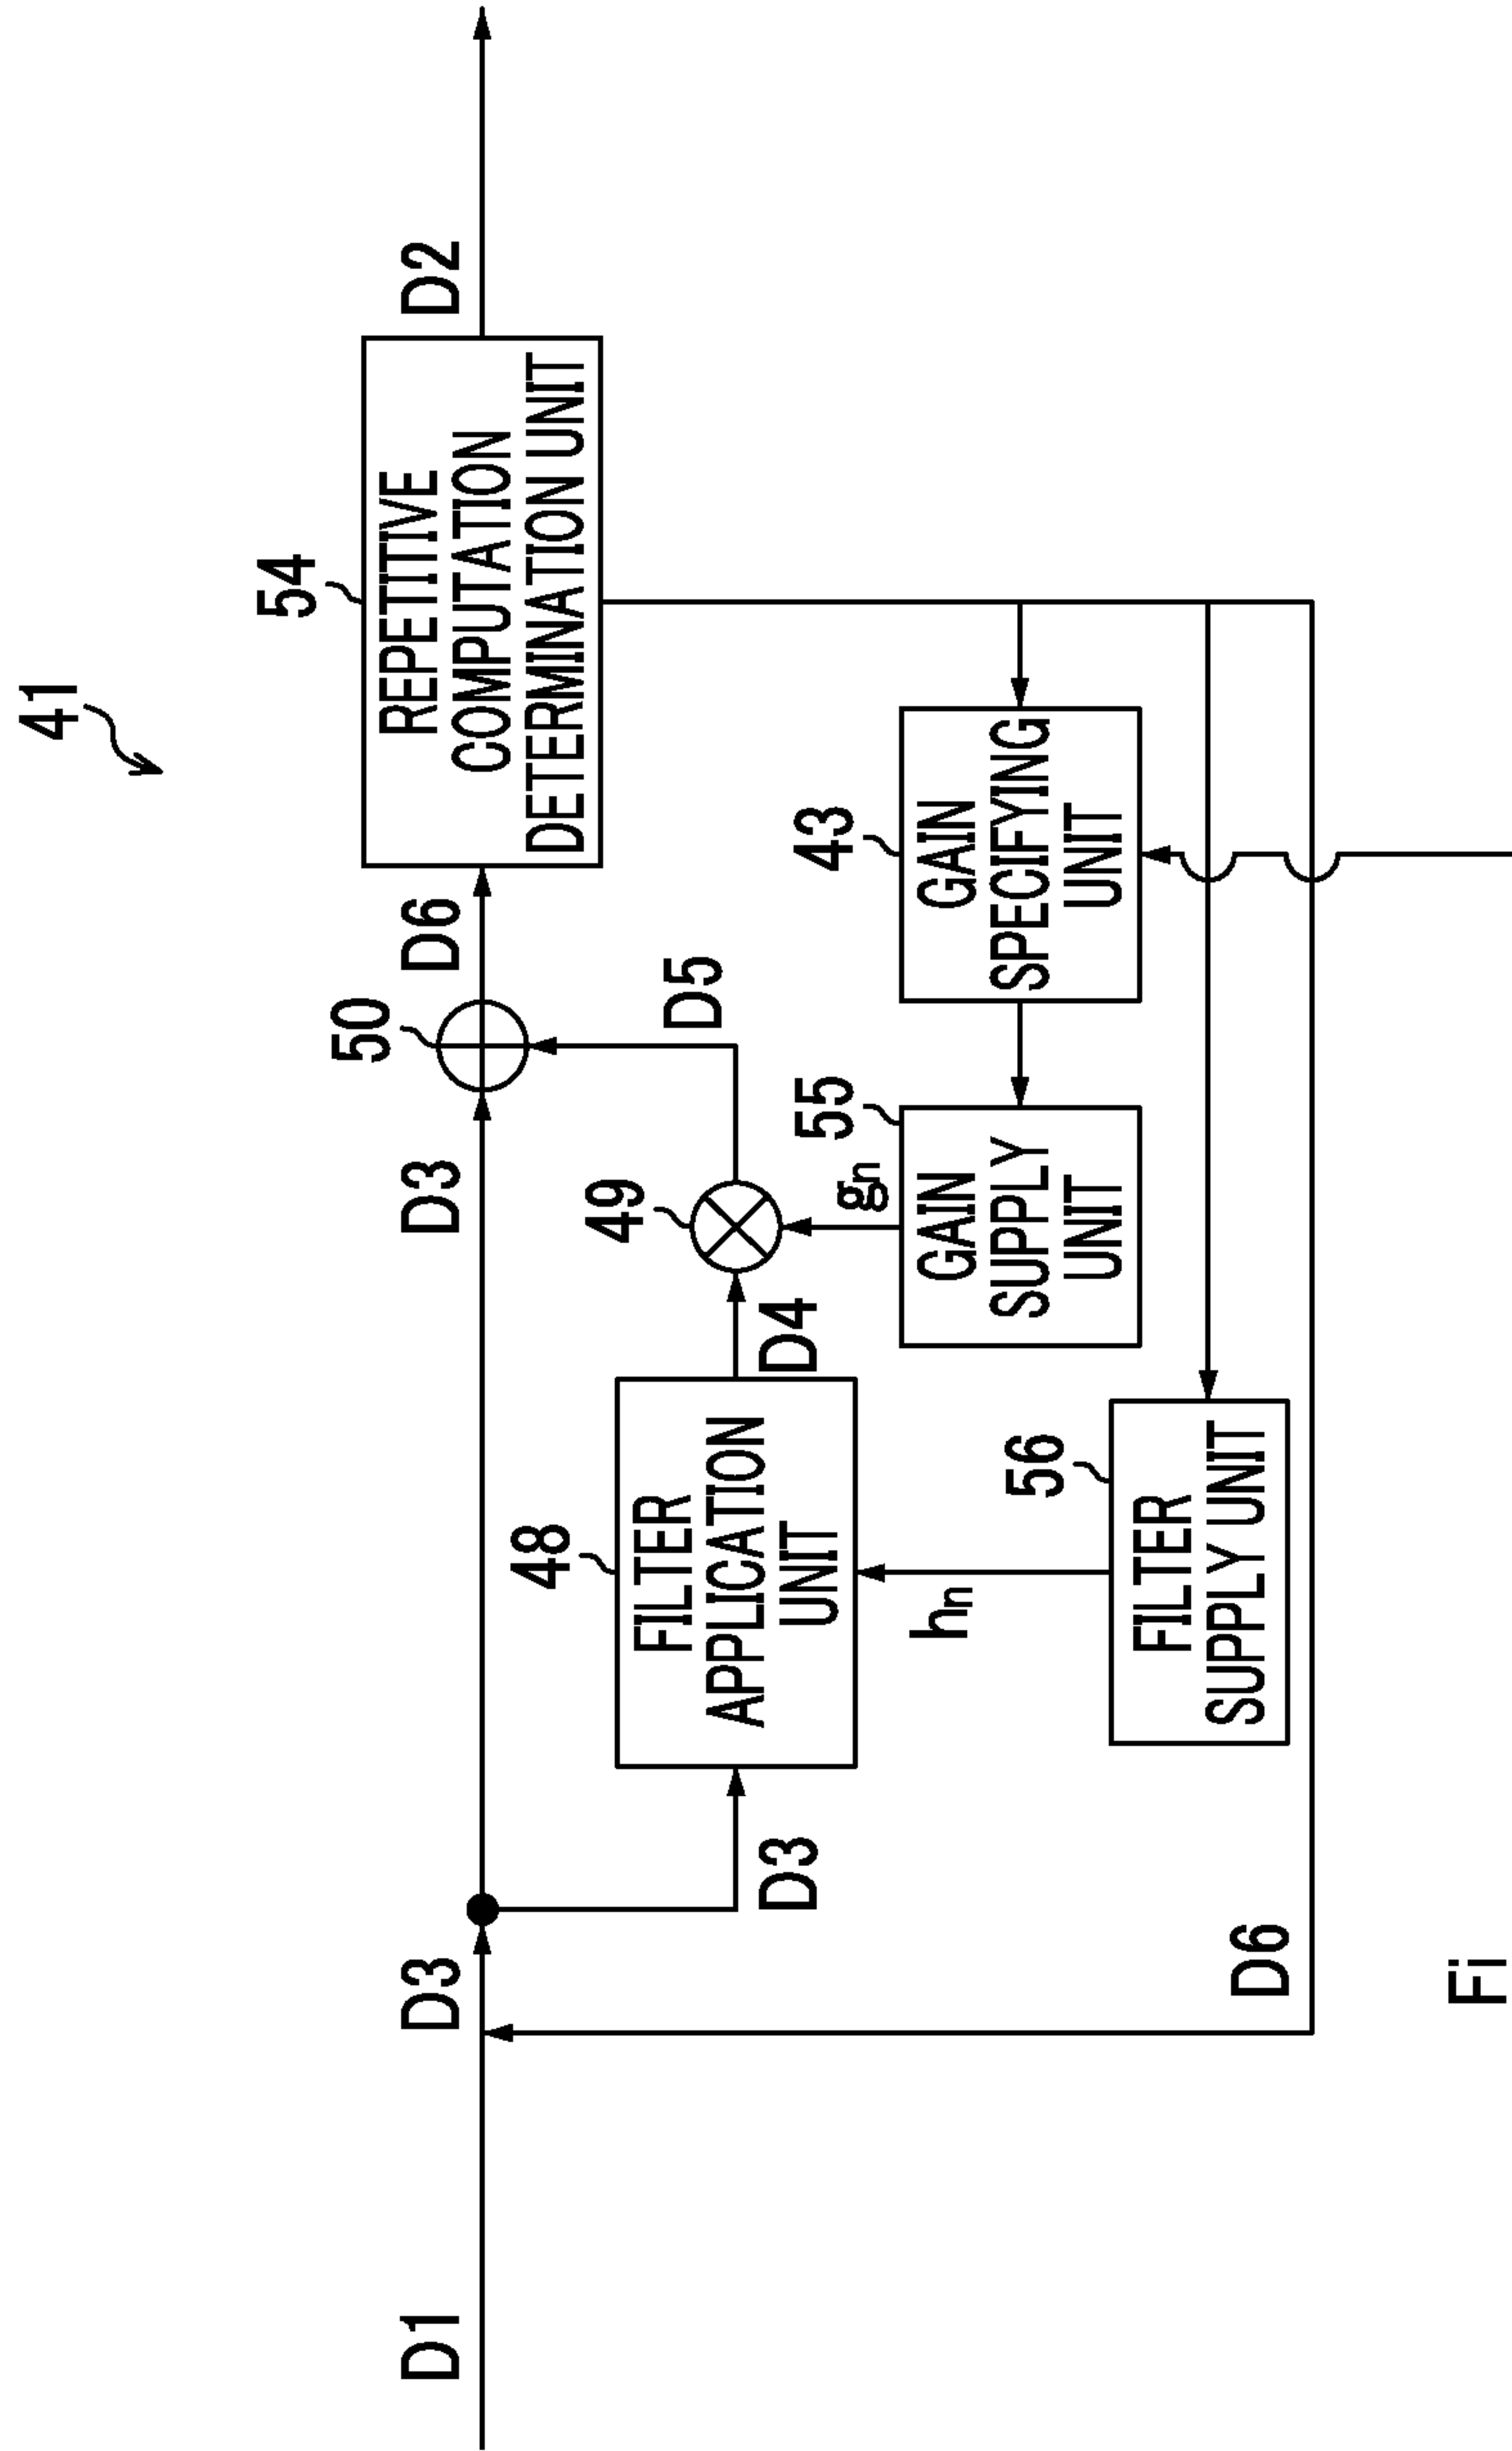 41
54
REPETITIVE
COMPUTATION
DETERMINATION UNIT
D2
D1
D3
D3
50
D6
D5
49
D3
48
FILTER
APPLICATION
UNIT
D4
gn
55
GAIN
SUPPLY
UNIT
43
GAIN
SPECIFYING
UNIT
hn
56
FILTER
SUPPLY UNIT
D6
Fi